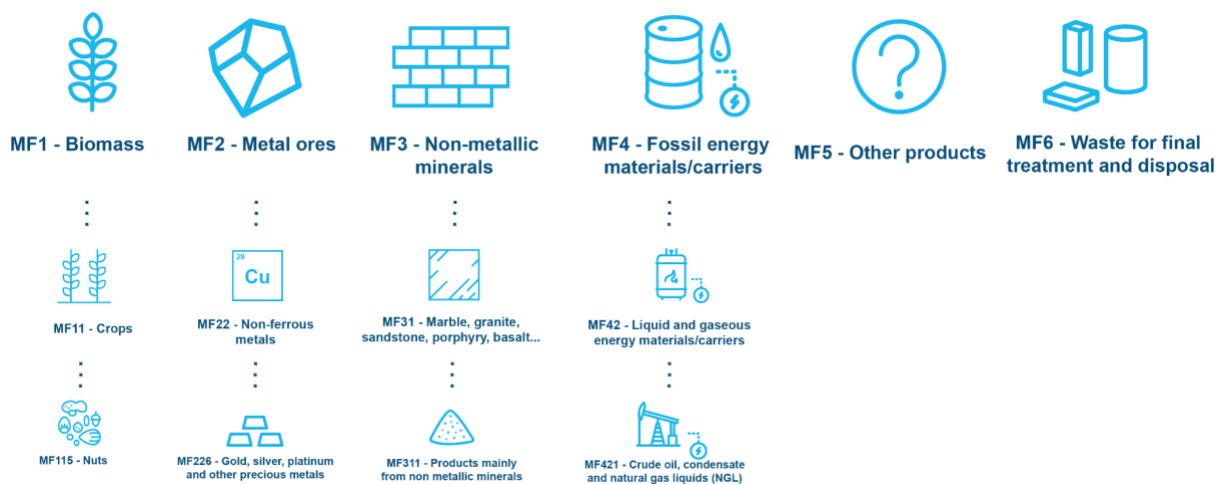 MF1 - Biomass
MF2 - Metal ores
MF3 - Non-metallic
minerals
MF4 - Fossil energy
materials/carriers
MF5 - Other products
MF6 - Waste for final
treatment and disposal
29
Cu
MF11 - Crops
MF22 - Non-ferrous
metals
MF31 - Marble, granite,
sandstone, porphyry, basalt...
MF42 - Liquid and gaseous
energy materials/carriers
MF115 - Nuts
MF226 - Gold, silver, platinum
and other precious metals
MF311 - Products mainly
from non metallic minerals
MF421 - Crude oil, condensate
and natural gas liquids (NGL)